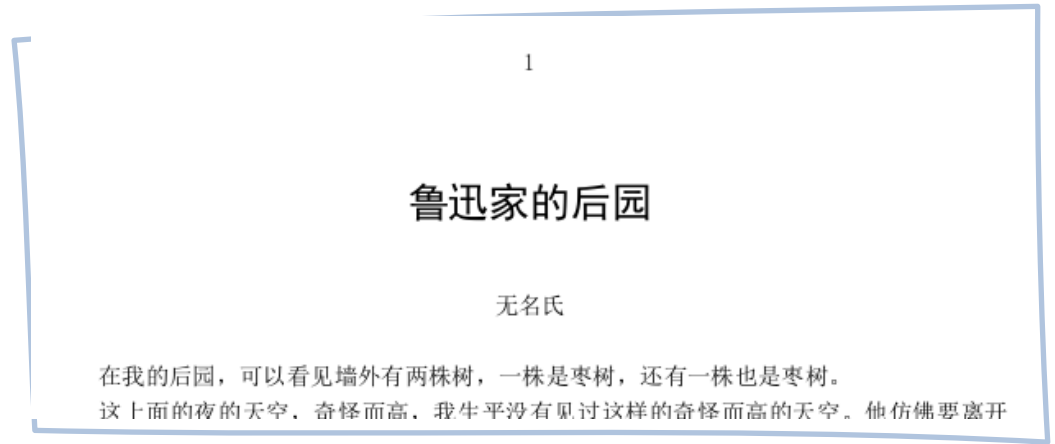 1
鲁迅家的后园
无名氏
在我的后园，可以看见墙外有两株树，一株是枣树，还有一株也是枣树。
这上面的夜的天空，奇怪而高，我生平没有见过这样的奇怪而高的天空。他仿佛要离开